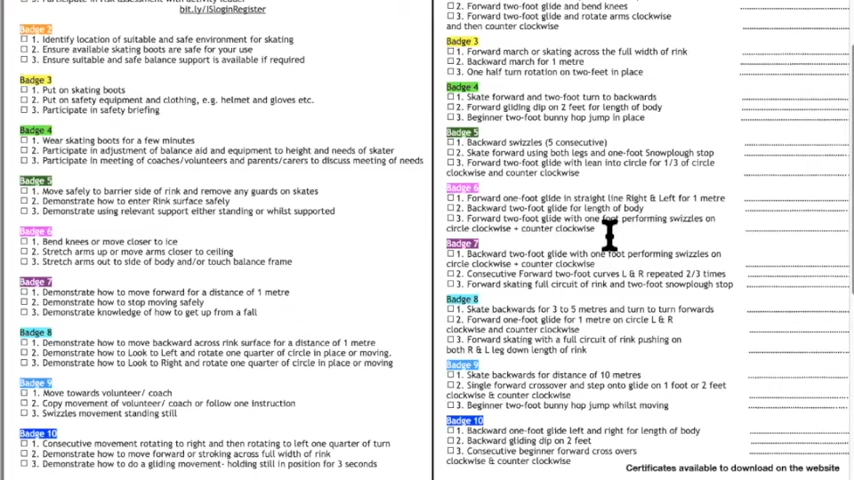 3. Participate in risk assessment with activity leader
bit.ly/ISloginRegister
Badge 2
☐ 1. Identify location of suitable and safe environment for skating
☐ 2. Ensure available skating boots are safe for your use
☐ 3. Ensure suitable and safe balance support is available if required
Badge 3
☐ 1. Put on skating boots
☐ 2. Put on safety equipment and clothing, e.g. helmet and gloves etc.
☐ 3. Participate in safety briefing
Badge 4
☐ 1. Wear skating boots for a few minutes
☐ 2. Participate in adjustment of balance aid and equipment to height and needs of skater
☐ 3. Participate in meeting of coaches/volunteers and parents/carers to discuss meeting of needs
Badge 5
☐ 1. Move safely to barrier side of rink and remove any guards on skates
☐ 2. Demonstrate how to enter Rink surface safely
☐ 3. Demonstrate using relevant support either standing or whilst supported
Badge 6
☐ 1. Bend knees or move closer to ice
☐ 2. Stretch arms up or move arms closer to ceiling
☐ 3. Stretch arms out to side of body and/or touch balance frame
Badge 7
☐ 1. Demonstrate how to move forward for a distance of 1 metre
☐ 2. Demonstrate how to stop moving safely
☐ 3. Demonstrate knowledge of how to get up from a fall
Badge 8
☐ 1. Demonstrate how to move backward across rink surface for a distance of 1 metre
☐ 2. Demonstrate how to Look to Left and rotate one quarter of circle in place or moving.
☐ 3. Demonstrate how to Look to Right and rotate one quarter of circle in place or moving
Badge 9
☐ 1. Move towards volunteer/ coach
☐ 2. Copy movement of volunteer/ coach or follow one instruction
☐ 3. Swizzles movement standing still
Badge 10
☐ 1. Consecutive movement rotating to right and then rotating to left one quarter of turn
☐ 2. Demonstrate how to move forward or stroking across full width of rink
☐ 3. Demonstrate how to do a gliding movement- holding still in position for 3 seconds
☐ 2. Forward two-foot glide and bend knees
☐ 3. Forward two-foot glide and rotate arms clockwise
and then counter clockwise
Badge 3
☐ 1. Forward march or skating across the full width of rink
☐ 2. Backward march for 1 metre
☐ 3. One half turn rotation on two-feet in place
Badge 4
☐ 1. Skate forward and two-foot turn to backwards
☐ 2. Forward gliding dip on 2 feet for length of body
☐ 3. Beginner two-foot bunny hop jump in place
Badge 5
☐ 1. Backward swizzles (5 consecutive)
☐ 2. Skate forward using both legs and one-foot Snowplough stop
☐ 3. Forward two-foot glide with lean into circle for 1/3 of circle
clockwise and counter clockwise
Badge 6
☐ 1. Forward one-foot glide in straight line Right & Left for 1 metre
☐ 2. Backward two-foot glide for length of body
☐ 3. Forward two-foot glide with one foot performing swizzles on
circle clockwise + counter clockwise
Badge 7
☐ 1. Backward two-foot glide with one foot performing swizzles on
circle clockwise + counter clockwise
☐ 2. Consecutive Forward two-foot curves L & R repeated 2/3 times
☐ 3. Forward skating full circuit of rink and two-foot snowplough stop
Badge 8
☐ 1. Skate backwards for 3 to 5 metres and turn to turn forwards
☐ 2. Forward one-foot glide for 1 metre on circle L & R
clockwise and counter clockwise
☐ 3. Forward skating with a full circuit of rink pushing on
both R & L leg down length of rink
Badge 9
☐ 1. Skate backwards for distance of 10 metres
☐ 2. Single forward crossover and step onto glide on 1 foot or 2 feet
clockwise & counter clockwise
☐ 3. Beginner two-foot bunny hop jump whilst moving
Badge 10
☐ 1. Backward one-foot glide left and right for length of body
☐ 2. Backward gliding dip on 2 feet
☐ 3. Consecutive beginner forward cross overs
clockwise & counter clockwise
Certificates available to download on the website